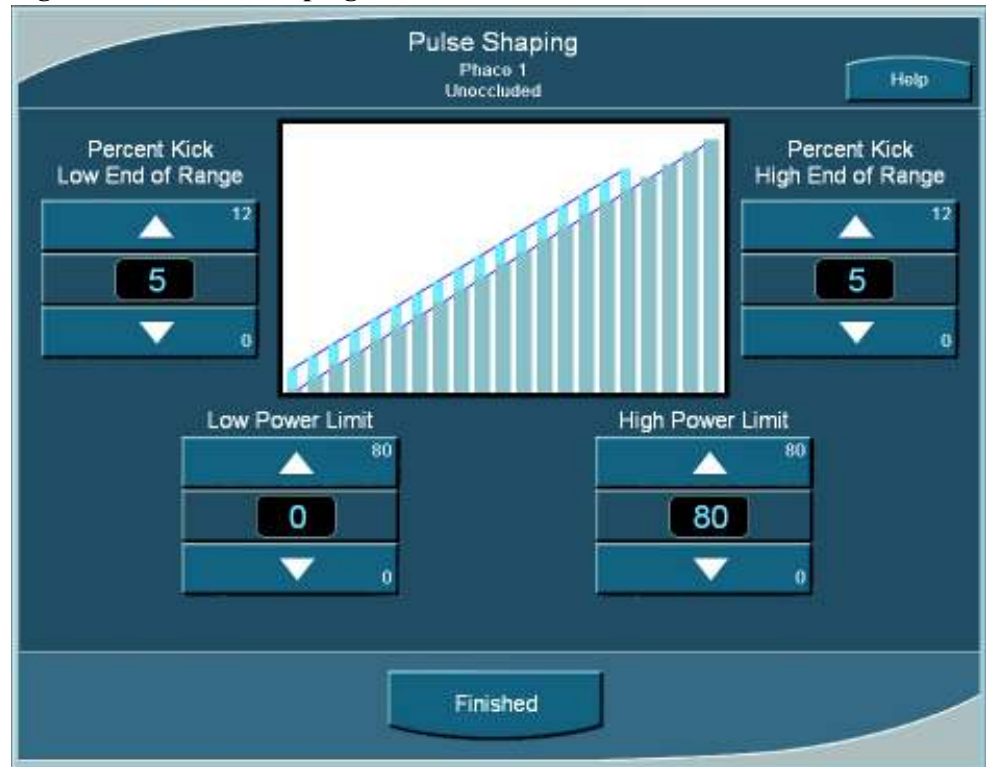 Pulse Shaping
Phaco 1
Unoccluded
Help
Percent Kick
Low End of Range
12
5
0
Percent Kick
High End of Range
12
5
0
Low Power Limit
80
0
0
High Power Limit
80
80
0
Finished